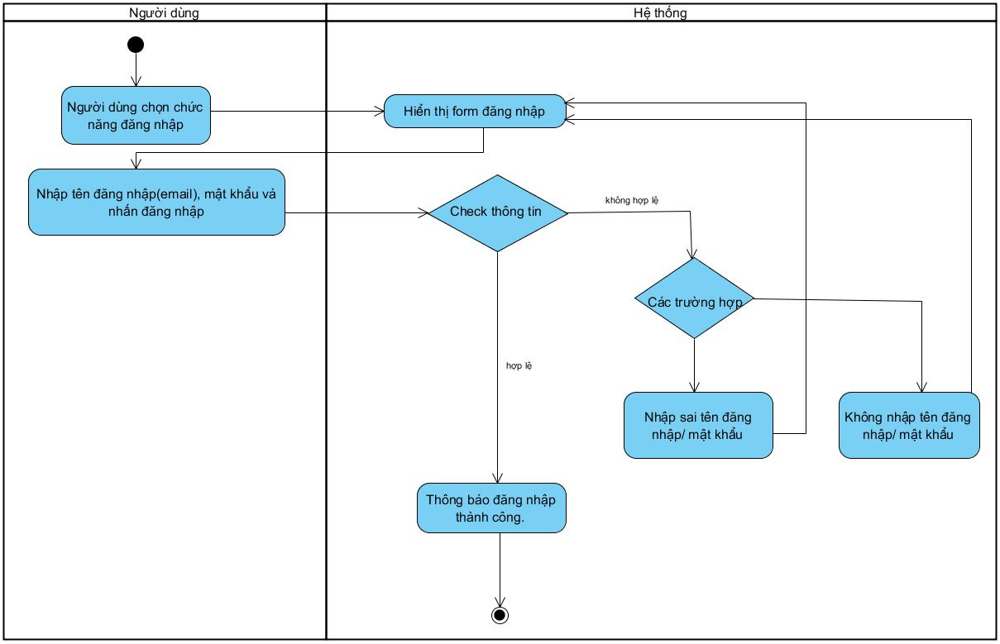 Người dùng
Hệ thống
Người dùng chọn chức
năng đăng nhập
Hiển thị form đăng nhập
Nhập tên đăng nhập(email), mật khẩu và
nhấn đăng nhập
Check thông tin
không hợp lệ
Các trường hợp
hợp lệ
Nhập sai tên đăng
nhập/ mật khẩu
Không nhập tên đăng
nhập/ mật khẩu
Thông báo đăng nhập
thành công.